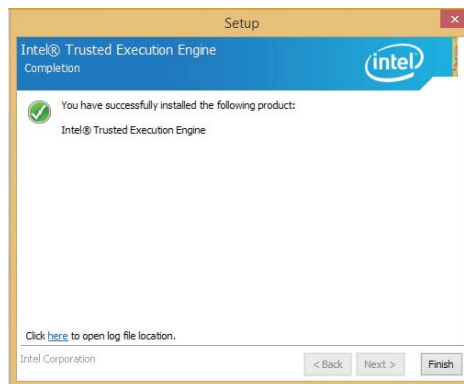 Setup
Intel® Trusted Execution Engine
Completion
intel
You have successfully installed the following product:
Intel® Trusted Execution Engine
Click here to open log file location.
Intel Corporation
< Back Next > Finish